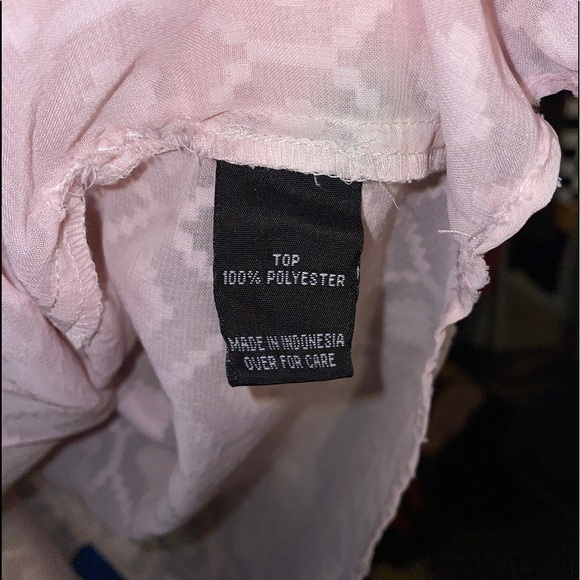 TOP
100% POLYESTER
MADE IN INDONESIA
OVER FOR CARE